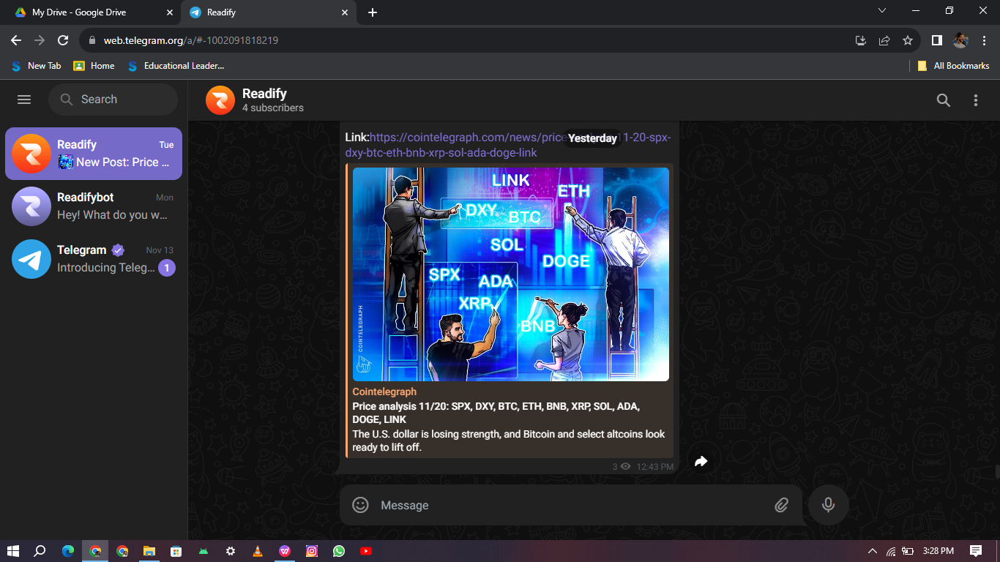 My Drive - Google Drive
Readify
web.telegram.org/a/#-1002091818219
New Tab
Home
Educational Leader...
All Bookmarks
Search
Readify
4 subscribers
Readify
Tue
New Post: Price ...
Readifybot
Mon
Hey! What do you w...
Telegram
Nov 13
Introducing Teleg...
1
Link:https://cointelegraph.com/news/price
Yesterday
11-20-spx-
dxy-btc-eth-bnb-xrp-sol-ada-doge-link
LINK
ETH
DXY
BTC
SOL
DOGE
SPX
ADA
XRP
BNB
COINTELEGRAPH
Cointelegraph
Price analysis 11/20: SPX, DXY, BTC, ETH, BNB, XRP, SOL, ADA,
DOGE, LINK
The U.S. dollar is losing strength, and Bitcoin and select altcoins look
ready to lift off.
3
12:43 PM
Message
3:28 PM